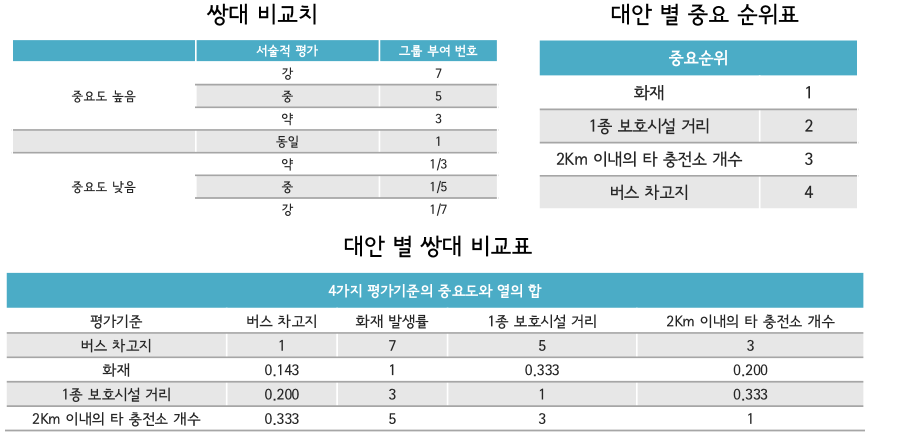 쌍대 비교치
서술적 평가 그룹 부여 번호
강 7
중요도 높음 중 5
약 3
동일 1
약 1/3
중요도 낮음 중 1/5
강 1/7
대안 별 중요 순위표
중요순위
화재 1
1종 보호시설 거리 2
2Km 이내의 타 충전소 개수 3
버스 차고지 4
대안 별 쌍대 비교표
4가지 평가기준의 중요도와 열의 합
평가기준 버스 차고지 화재 발생률 1종 보호시설 거리 2Km 이내의 타 충전소 개수
버스 차고지 1 7 5 3
화재 0.143 1 0.333 0.200
1종 보호시설 거리 0.200 3 1 0.333
2Km 이내의 타 충전소 개수 0.333 5 3 1